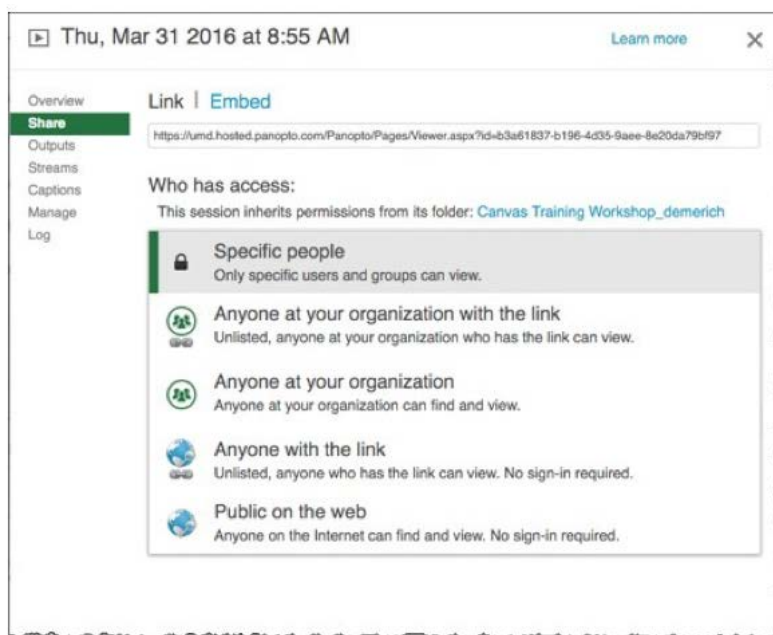 Thu, Mar 31 2016 at 8:55 AM
Learn more
Overview
Share
Outputs
Streams
Captions
Manage
Log
Link | Embed
https://umd.hosted.panopto.com/Panopto/Pages/Viewer.aspx?id=b3a61837-b196-4d35-9aee-8e20da79bf97
Who has access:
This session inherits permissions from its folder: Canvas Training Workshop_demerich
Specific people
Only specific users and groups can view.
Anyone at your organization with the link
Unlisted, anyone at your organization who has the link can view.
Anyone at your organization
Anyone at your organization can find and view.
Anyone with the link
Unlisted, anyone who has the link can view. No sign-in required.
Public on the web
Anyone on the Internet can find and view. No sign-in required.